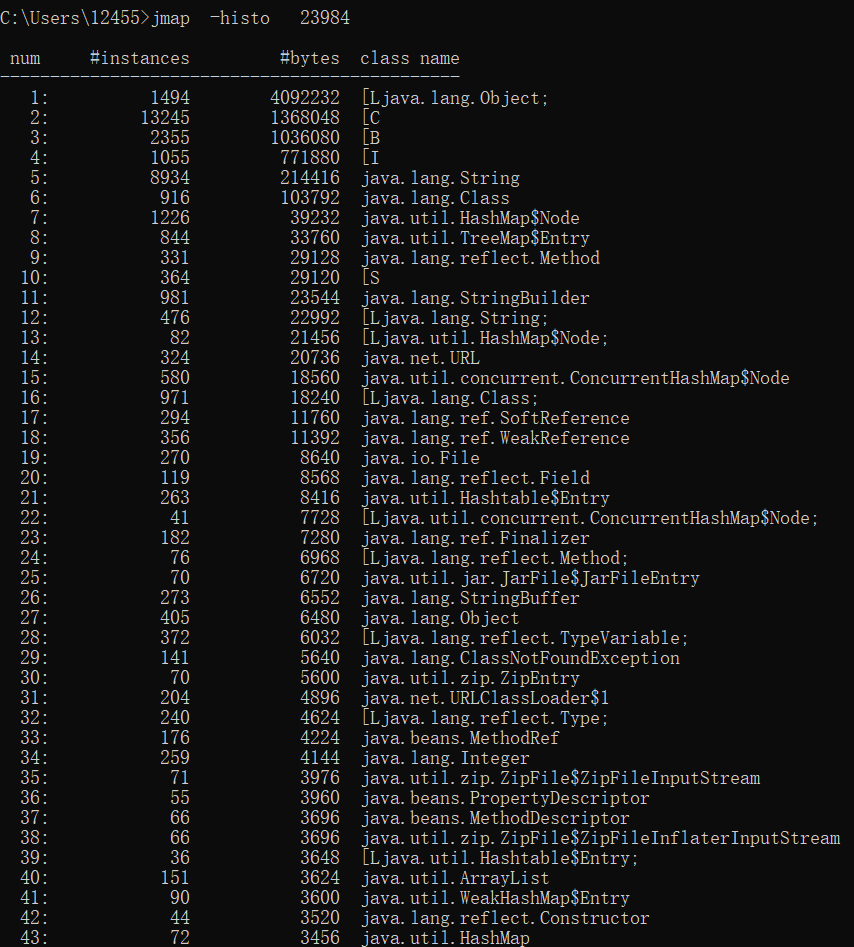 C:\Users\12455>jmap -histo 23984
num #instances #bytes class name
----------------------------------------------
1: 1494 4092232 [Ljava.lang.Object;
2: 13245 1368048 [C
3: 2355 1036080 [B
4: 1055 771880 [I
5: 8934 214416 java.lang.String
6: 916 103792 java.lang.Class
7: 1226 39232 java.util.HashMap$Node
8: 844 33760 java.util.TreeMap$Entry
9: 331 29128 java.lang.reflect.Method
10: 364 29120 [S
11: 981 23544 java.lang.StringBuilder
12: 476 22992 [Ljava.lang.String;
13: 82 21456 [Ljava.util.HashMap$Node;
14: 324 20736 java.net.URL
15: 580 18560 java.util.concurrent.ConcurrentHashMap$Node
16: 971 18240 [Ljava.lang.Class;
17: 294 11760 java.lang.ref.SoftReference
18: 356 11392 java.lang.ref.WeakReference
19: 270 8640 java.io.File
20: 119 8568 java.lang.reflect.Field
21: 263 8416 java.util.Hashtable$Entry
22: 41 7728 [Ljava.util.concurrent.ConcurrentHashMap$Node;
23: 182 7280 java.lang.ref.Finalizer
24: 76 6968 [Ljava.lang.reflect.Method;
25: 70 6720 java.util.jar.JarFile$JarFileEntry
26: 273 6552 java.lang.StringBuffer
27: 405 6480 java.lang.Object
28: 372 6032 [Ljava.lang.reflect.TypeVariable;
29: 141 5640 java.lang.ClassNotFoundException
30: 70 5600 java.util.zip.ZipEntry
31: 204 4896 java.net.URLClassLoader$1
32: 240 4624 [Ljava.lang.reflect.Type;
33: 176 4224 java.beans.MethodRef
34: 259 4144 java.lang.Integer
35: 71 3976 java.util.zip.ZipFile$ZipFileInputStream
36: 55 3960 java.beans.PropertyDescriptor
37: 66 3696 java.beans.MethodDescriptor
38: 66 3696 java.util.zip.ZipFile$ZipFileInflaterInputStream
39: 36 3648 [Ljava.util.Hashtable$Entry;
40: 151 3624 java.util.ArrayList
41: 90 3600 java.util.WeakHashMap$Entry
42: 44 3520 java.lang.reflect.Constructor
43: 72 3456 java.util.HashMap